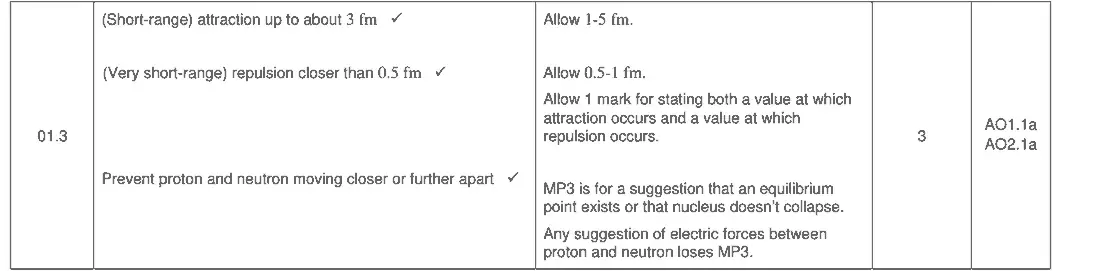 (Short-range) attraction up to about 3 fm ✓
Allow 1-5 fm.
(Very short-range) repulsion closer than 0.5 fm ✓
Allow 0.5-1 fm.
Allow 1 mark for stating both a value at which
attraction occurs and a value at which
repulsion occurs.
01.3
3
AO1.1a
AO2.1a
Prevent proton and neutron moving closer or further apart ✓
MP3 is for a suggestion that an equilibrium
point exists or that nucleus doesn't collapse.
Any suggestion of electric forces between
proton and neutron loses MP3.